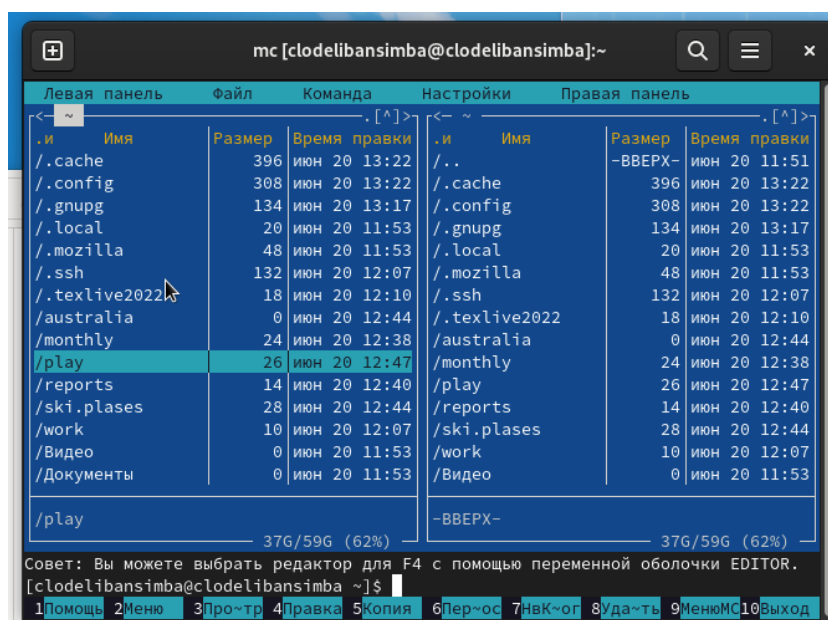 mc [clodelibansimba@clodelibansimba]:~
Левая панель Файл Команда Настройки Правая панель
<- ~ .[^]> <- ~ .[^]>
.и Имя Размер Время правки .и Имя Размер Время правки
/.cache 396 июн 20 13:22 /.. -ВВЕРХ- июн 20 11:51
/.config 308 июн 20 13:22 /.cache 396 июн 20 13:22
/.gnupg 134 июн 20 13:17 /.config 308 июн 20 13:22
/.local 20 июн 20 11:53 /.gnupg 134 июн 20 13:17
/.mozilla 48 июн 20 11:53 /.local 20 июн 20 11:53
/.ssh 132 июн 20 12:07 /.mozilla 48 июн 20 11:53
/.texlive2022 18 июн 20 12:10 /.ssh 132 июн 20 12:07
/australia 0 июн 20 12:44 /.texlive2022 18 июн 20 12:10
/monthly 24 июн 20 12:38 /australia 0 июн 20 12:44
/play 26 июн 20 12:47 /monthly 24 июн 20 12:38
/reports 14 июн 20 12:40 /play 26 июн 20 12:47
/ski.plases 28 июн 20 12:44 /reports 14 июн 20 12:40
/work 10 июн 20 12:07 /ski.plases 28 июн 20 12:44
/Видео 0 июн 20 11:53 /work 10 июн 20 12:07
/Документы 0 июн 20 11:53 /Видео 0 июн 20 11:53
/play -ВВЕРХ-
37G/59G (62%) 37G/59G (62%)
Совет: Вы можете выбрать редактор для F4 с помощью переменной оболочки EDITOR.
[clodelibansimba@clodelibansimba ~]$
1Помощь 2Меню 3Про~тр 4Правка 5Копия 6Пер~ос 7НвК~ог 8Уда~ть 9МенюМС 10Выход